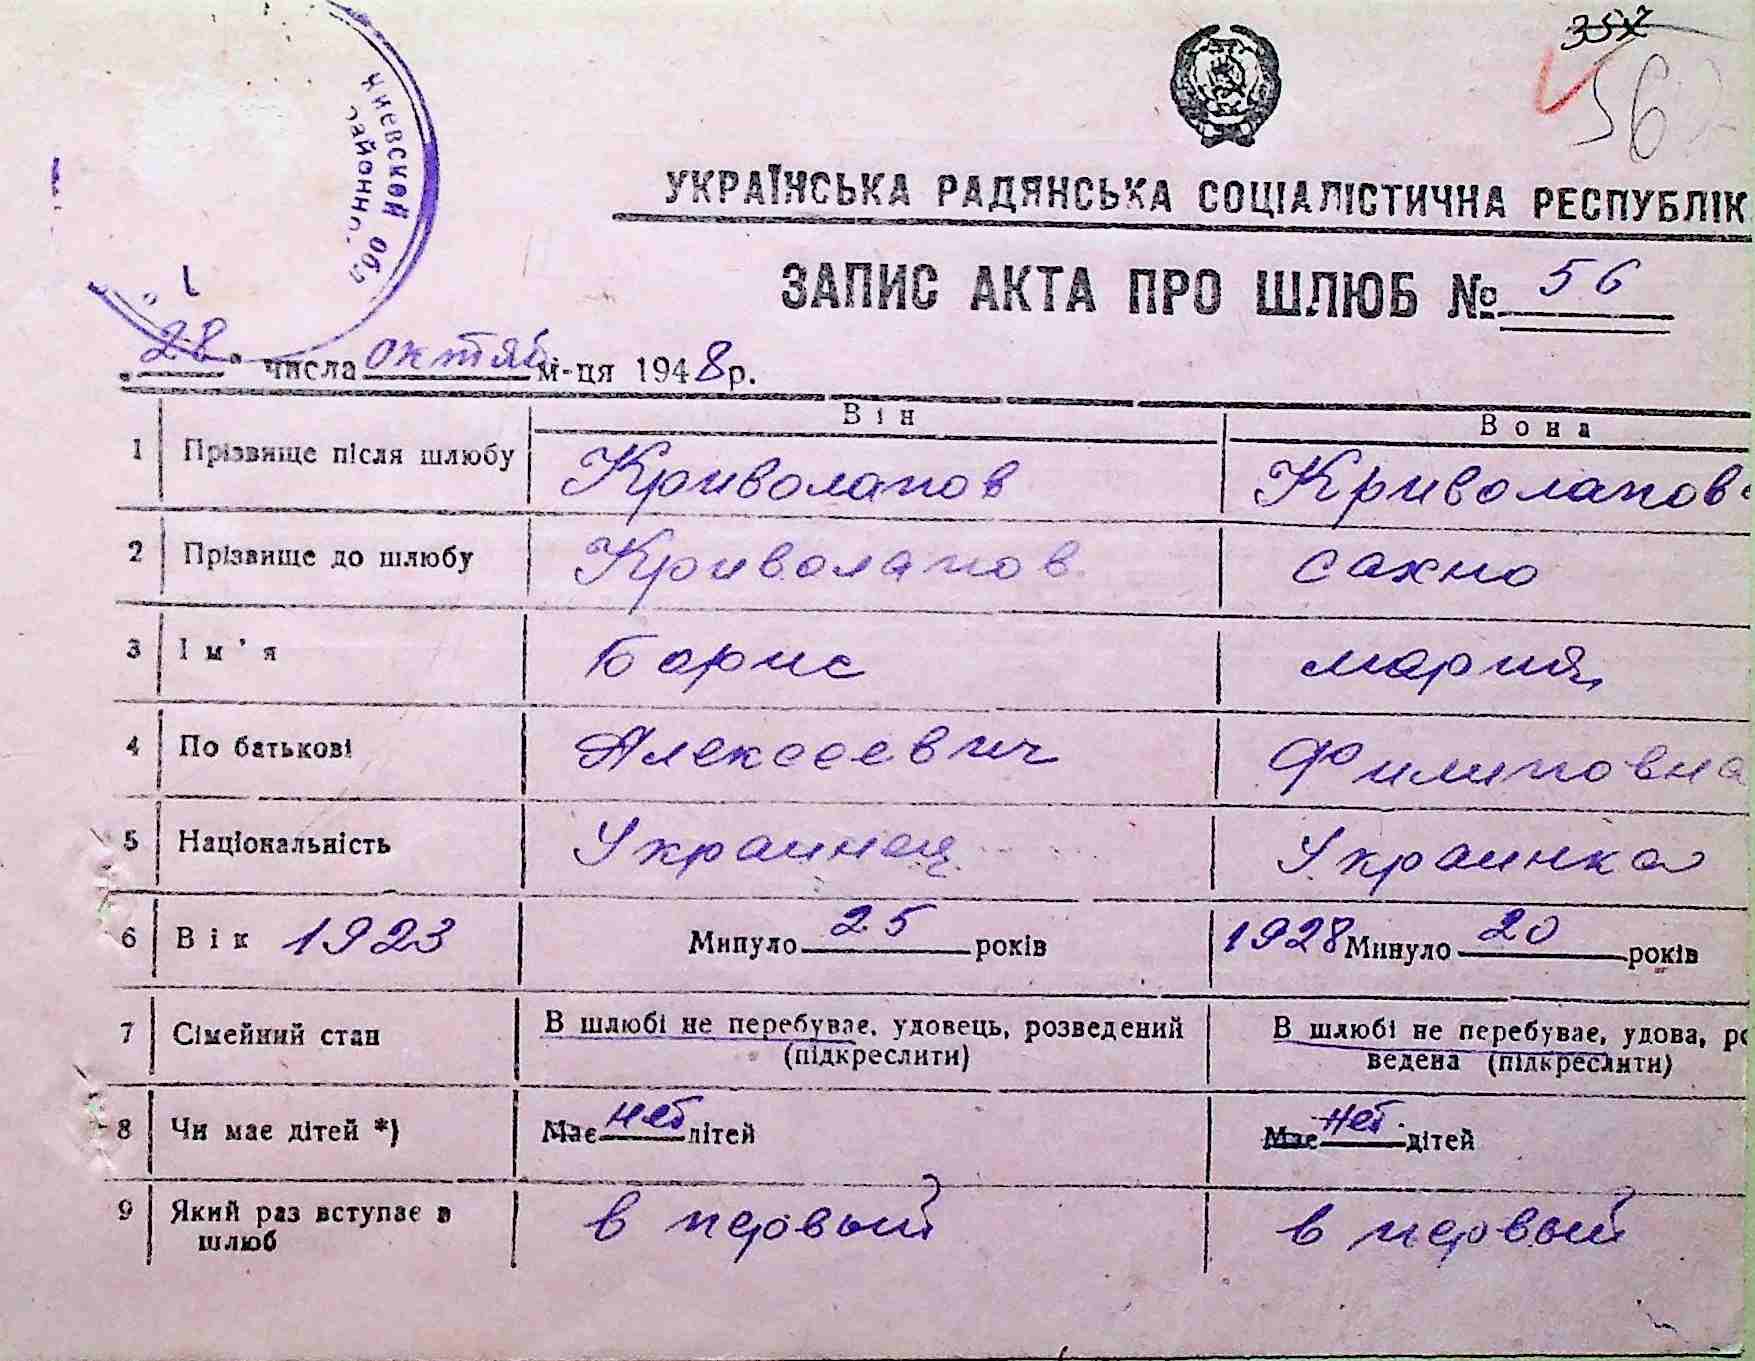 357
56
Киевской обл
районн
УКРАЇНСЬКА РАДЯНСЬКА СОЦІАЛІСТИЧНА РЕСПУБЛІК
ЗАПИС АКТА ПРО ШЛЮБ № 56
„28" числа октяб м-ця 1948 р.
Він Вона
1 Прізвище після шлюбу Криволапов Криволапова
2 Прізвище до шлюбу Криволапов Сахно
3 Ім'я Борис Мария
4 По батькові Алексеевич Филиповна
5 Національність Украинец Украинка
6 Вік 1923 Минуло 25 років 1928 Минуло 20 років
7 Сімейний стан В шлюбі не перебуває, удовець, розведений (підкреслити) В шлюбі не перебуває, удова, роз
ведена (підкреслити)
8 Чи має дітей *) Має нет дітей Має нет дітей
9 Який раз вступає в шлюб в первый в первый